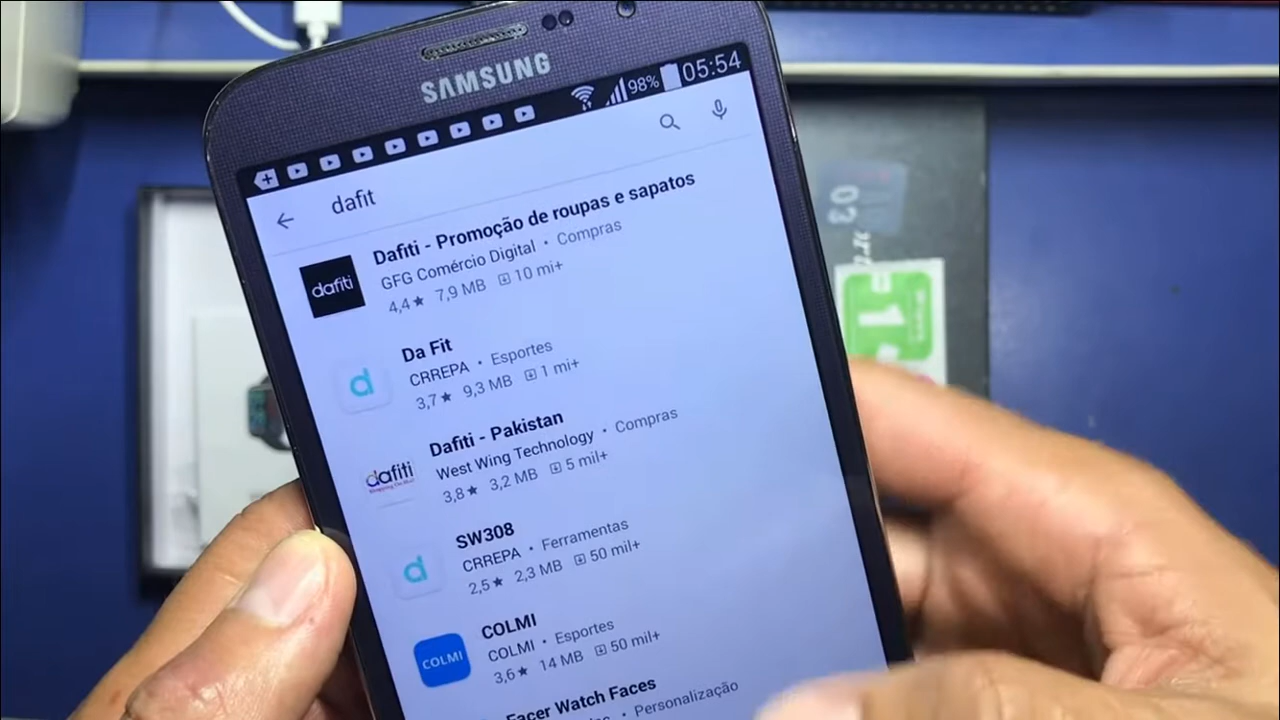 SAMSUNG
98% 05:54
dafit
Dafiti - Promoção de roupas e sapatos
GFG Comércio Digital · Compras
dafiti
4,4★ 7,9 MB 10 mi+
Da Fit
CRREPA · Esportes
d
3,7★ 9,3 MB 1 mi+
Dafiti - Pakistan
West Wing Technology · Compras
dafiti
3,8★ 3,2 MB 5 mil+
SW308
CRREPA · Ferramentas
d
2,5★ 2,3 MB 50 mil+
COLMI
COLMI · Esportes
COLMI
3,6★ 14 MB 50 mil+
Facer Watch Faces
· Personalização
03
1